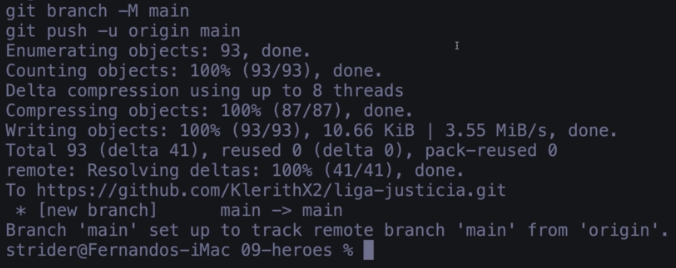 git branch -M main
git push -u origin main
Enumerating objects: 93, done.
Counting objects: 100% (93/93), done.
Delta compression using up to 8 threads
Compressing objects: 100% (87/87), done.
Writing objects: 100% (93/93), 10.66 KiB | 3.55 MiB/s, done.
Total 93 (delta 41), reused 0 (delta 0), pack-reused 0
remote: Resolving deltas: 100% (41/41), done.
To https://github.com/KlerithX2/liga-justicia.git
 * [new branch]      main -> main
Branch 'main' set up to track remote branch 'main' from 'origin'.
strider@Fernandos-iMac 09-heroes %